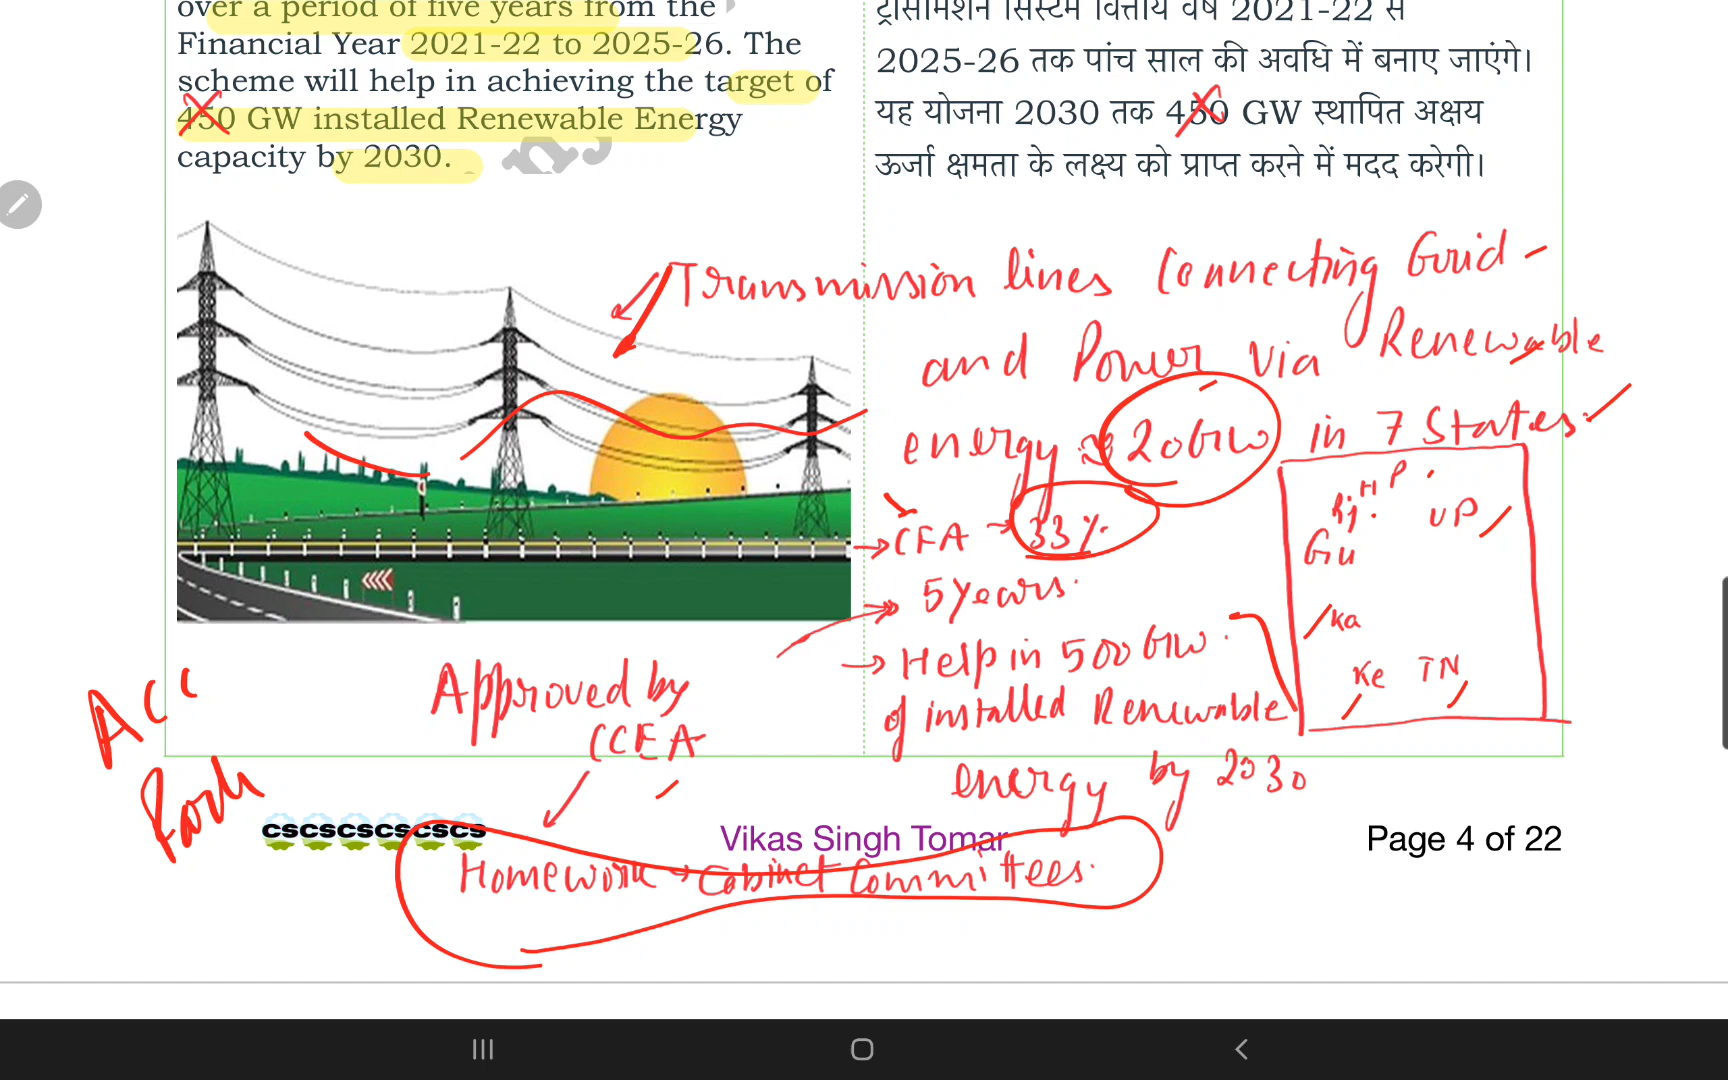 over a period of five years from the
Financial Year 2021-22 to 2025-26. The
scheme will help in achieving the target of
450 GW installed Renewable Energy
capacity by 2030.
ट्रांसमिशन सिस्टम वित्तीय वर्ष 2021-22 से
2025-26 तक पांच साल की अवधि में बनाए जाएंगे।
यह योजना 2030 तक 450 GW स्थापित अक्षय
ऊर्जा क्षमता के लक्ष्य को प्राप्त करने में मदद करेगी।
Transmission lines Connecting Grid -
and Power via Renewable
energy 20GW in 7 States.
HP.
Rj. UP
Gu
Ka
Ke TN
→ CFA → 33%.
→ 5 years.
→ Help in 500 GW.
of installed Renewable
energy by 2030
Approved by
CCEA
ACC
cscscscscscs
Vikas Singh Tomar
Page 4 of 22
Homework → Cabinet Committees.